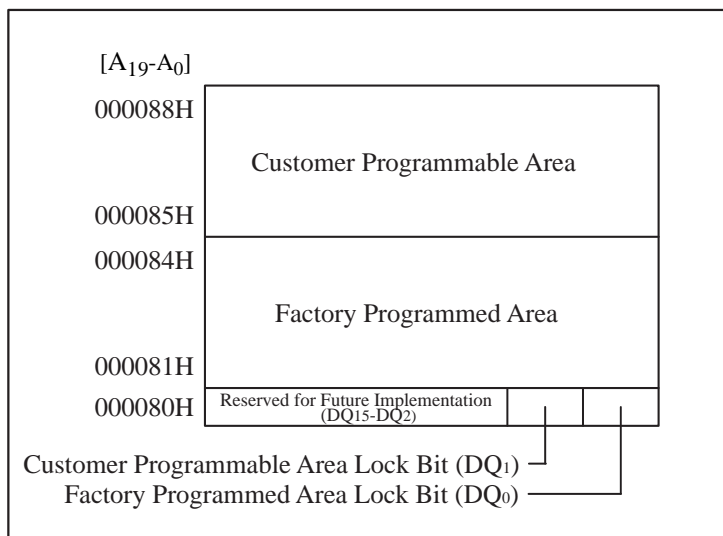 [A19-A0]
000088H
Customer Programmable Area
000085H
000084H
Factory Programmed Area
000081H
000080H
Reserved for Future Implementation
(DQ15-DQ2)
Customer Programmable Area Lock Bit (DQ1)
Factory Programmed Area Lock Bit (DQ0)